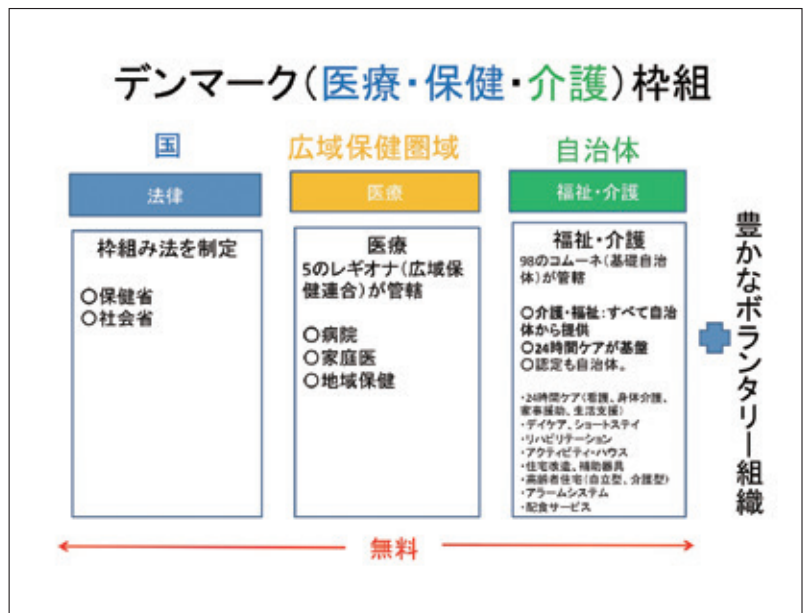 デンマーク（医療・保健・介護）枠組
国
法律
枠組み法を制定
〇保健省
〇社会省
広域保健圏域
医療
医療
5のレギオナ（広域保
健連合）が管轄
〇病院
〇家庭医
〇地域保健
自治体
福祉・介護
福祉・介護
98のコムーネ（基礎自治
体）が管轄
〇介護・福祉：すべて自治
体から提供
〇24時間ケアが基盤
〇認定も自治体。
・24時間ケア（看護、身体介護、
家事援助、生活支援）
・デイケア、ショートステイ
・リハビリテーション
・アクティビティ・ハウス
・住宅改造、補助器具
・高齢者住宅（自立型、介護型）
・アラームシステム
・配食サービス
豊かなボランタリー組織
無料